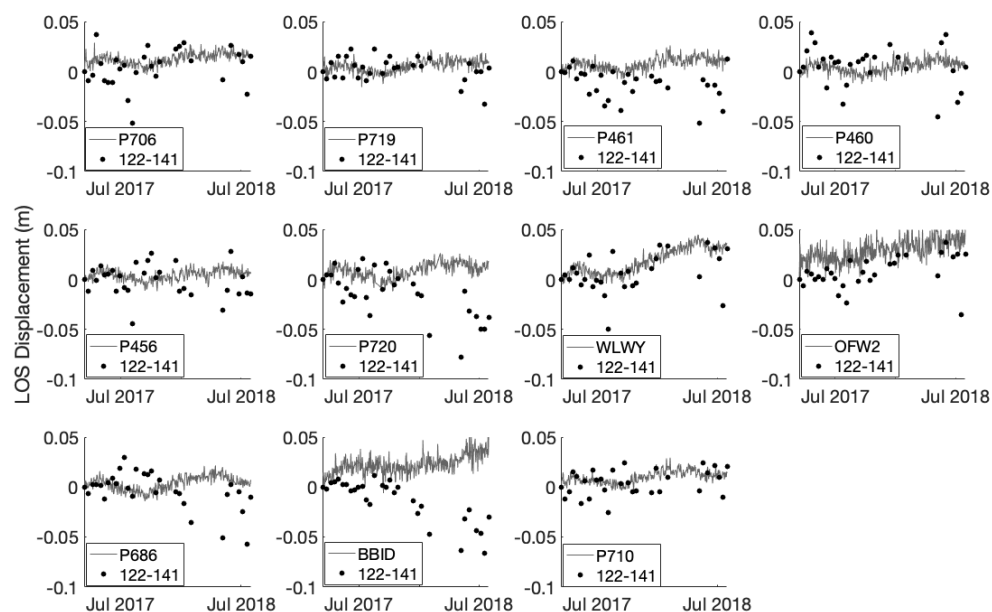 0.05 0.05 0.05 0.05
0 0 0 0
-0.05 -0.05 -0.05 -0.05
P706 P719 P461 P460
122-141 122-141 122-141 122-141
-0.1 -0.1 -0.1 -0.1
Jul 2017 Jul 2018 Jul 2017 Jul 2018 Jul 2017 Jul 2018 Jul 2017 Jul 2018
LOS Displacement (m)
0.05 0.05 0.05 0.05
0 0 0 0
-0.05 -0.05 -0.05 -0.05
P456 P720 WLWY OFW2
122-141 122-141 122-141 122-141
-0.1 -0.1 -0.1 -0.1
Jul 2017 Jul 2018 Jul 2017 Jul 2018 Jul 2017 Jul 2018 Jul 2017 Jul 2018
0.05 0.05 0.05
0 0 0
-0.05 -0.05 -0.05
P686 BBID P710
122-141 122-141 122-141
-0.1 -0.1 -0.1
Jul 2017 Jul 2018 Jul 2017 Jul 2018 Jul 2017 Jul 2018